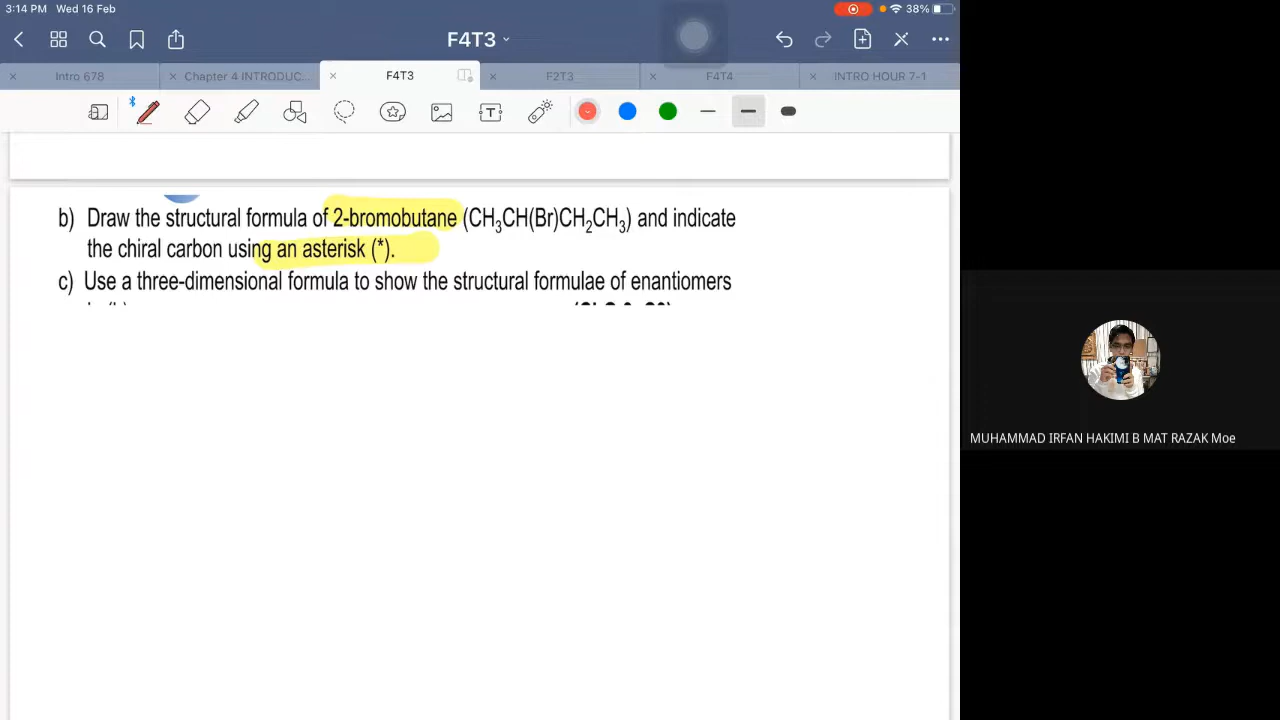 3:14 PM Wed 16 Feb
38%
F4T3
Intro 678
Chapter 4 INTRODUC...
F4T3
F2T3
F4T4
INTRO HOUR 7-1
b) Draw the structural formula of 2-bromobutane (CH₃CH(Br)CH₂CH₃) and indicate
the chiral carbon using an asterisk (*).
c) Use a three-dimensional formula to show the structural formulae of enantiomers
MUHAMMAD IRFAN HAKIMI B MAT RAZAK Moe